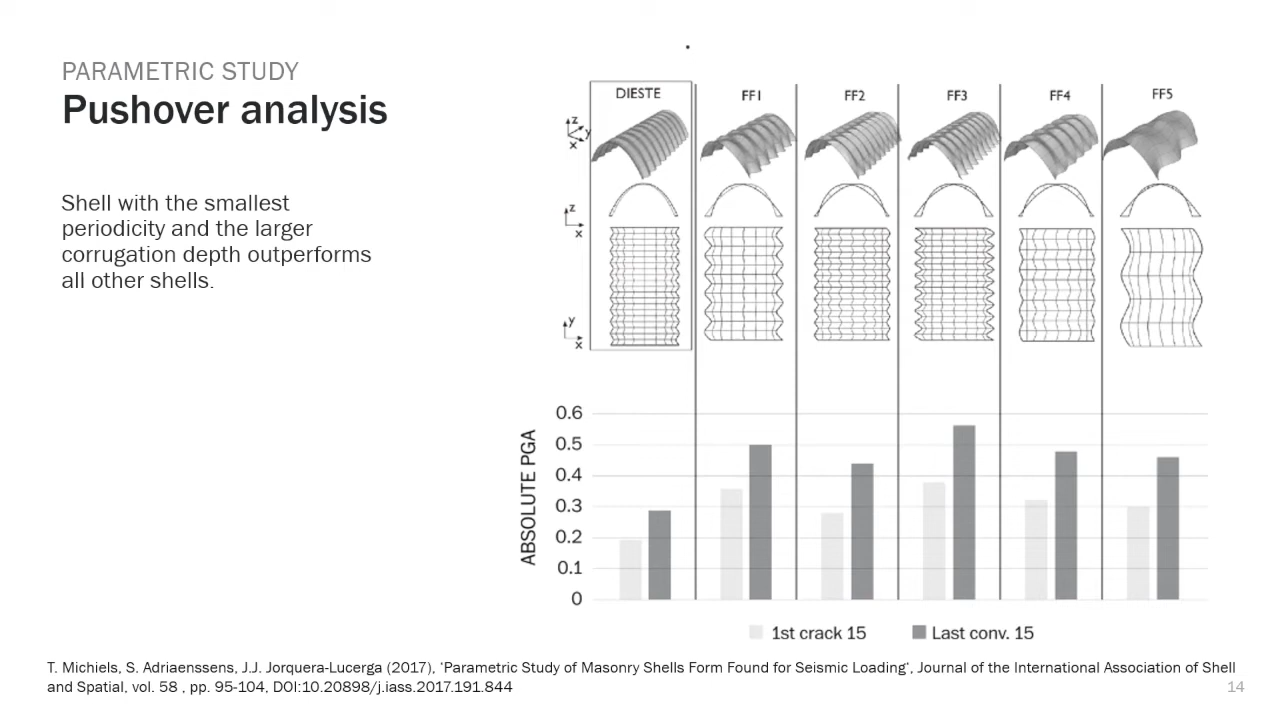 PARAMETRIC STUDY
Pushover analysis
Shell with the smallest
periodicity and the larger
corrugation depth outperforms
all other shells.
DIESTE FF1 FF2 FF3 FF4 FF5
z
y
x
z
x
y
x
ABSOLUTE PGA
0.6
0.5
0.4
0.3
0.2
0.1
0
1st crack 15 Last conv. 15
T. Michiels, S. Adriaenssens, J.J. Jorquera-Lucerga (2017), 'Parametric Study of Masonry Shells Form Found for Seismic Loading', Journal of the International Association of Shell
and Spatial, vol. 58 , pp. 95-104, DOI:10.20898/j.iass.2017.191.844
14